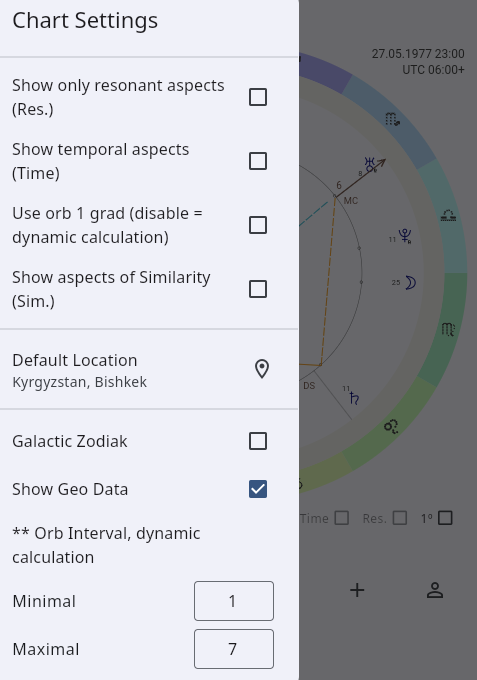 Chart Settings
27.05.1977 23:00
UTC 06:00+
Show only resonant aspects
(Res.)
Show temporal aspects
(Time)
Use orb 1 grad (disable =
dynamic calculation)
Show aspects of Similarity
(Sim.)
8
6
MC
11
25
DS
11
Default Location
Kyrgyzstan, Bishkek
Galactic Zodiak
Show Geo Data
** Orb Interval, dynamic
calculation
Time
Res.
1º
Minimal
1
Maximal
7